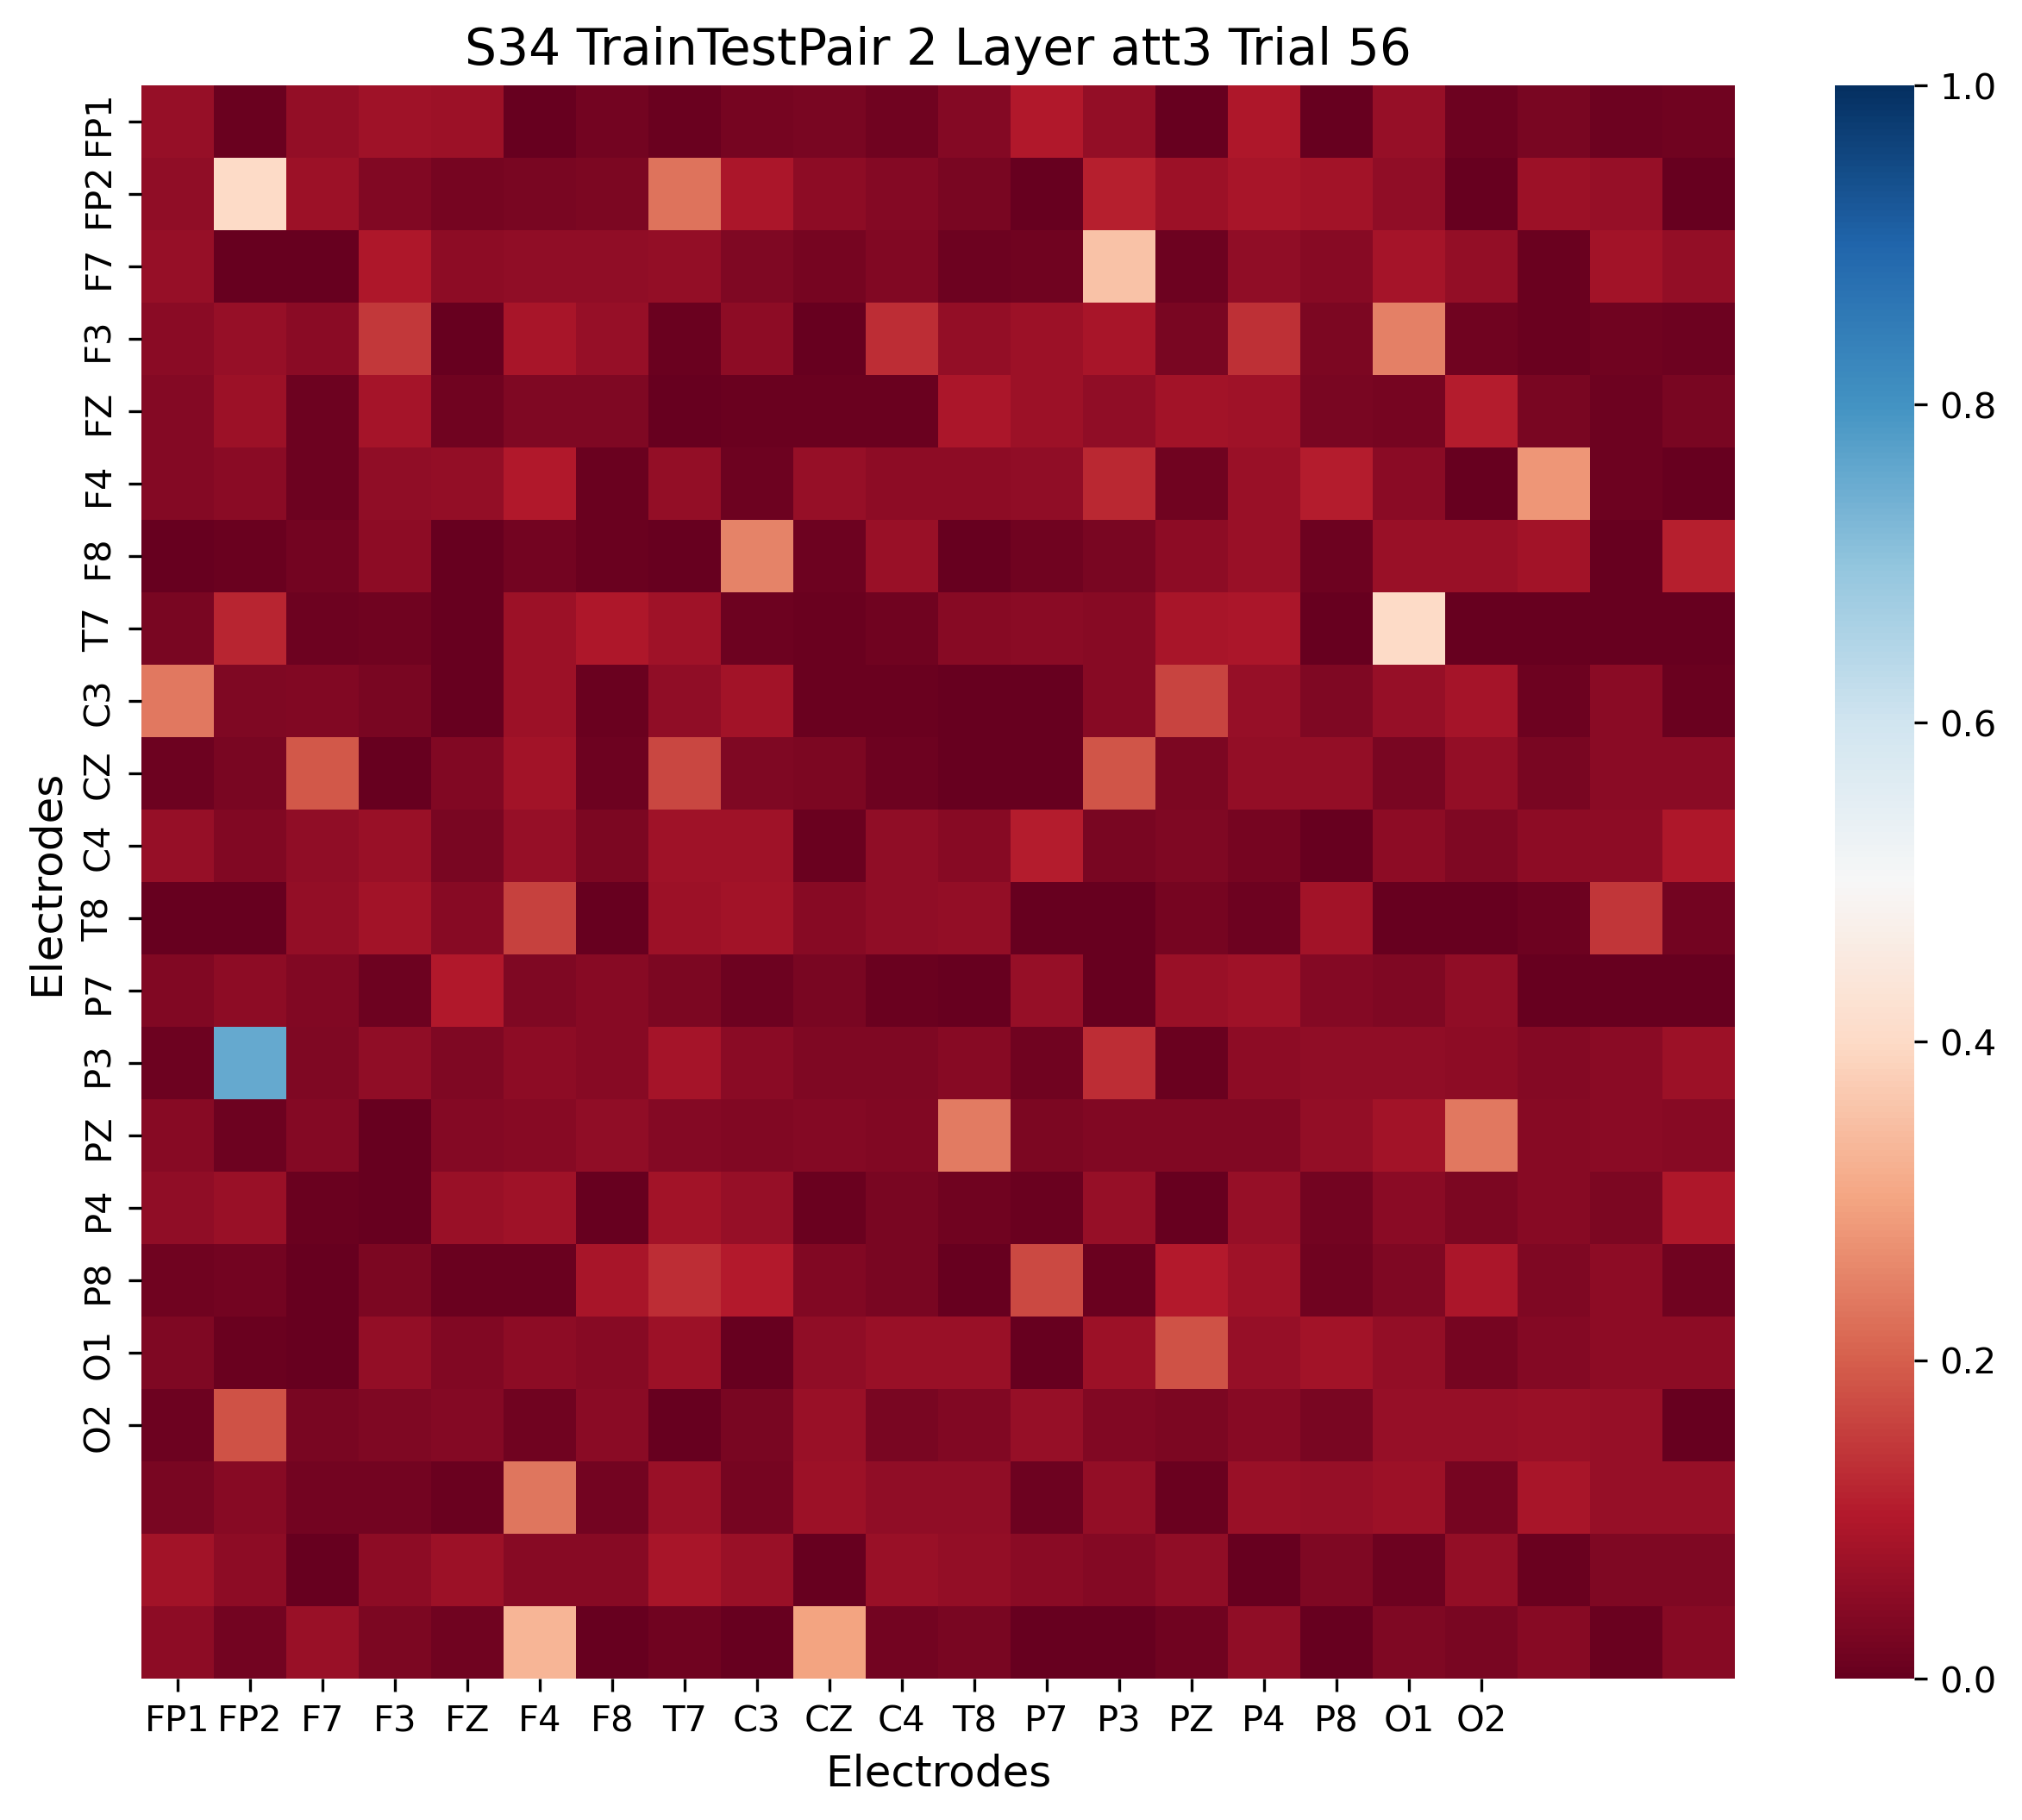 S34 TrainTestPair 2 Layer att3 Trial 56
Electrodes
FP1
FP2
F7
F3
FZ
F4
F8
T7
C3
CZ
C4
T8
P7
P3
PZ
P4
P8
O1
O2
FP1 FP2 F7 F3 FZ F4 F8 T7 C3 CZ C4 T8 P7 P3 PZ P4 P8 O1 O2
Electrodes
1.0
0.8
0.6
0.4
0.2
0.0